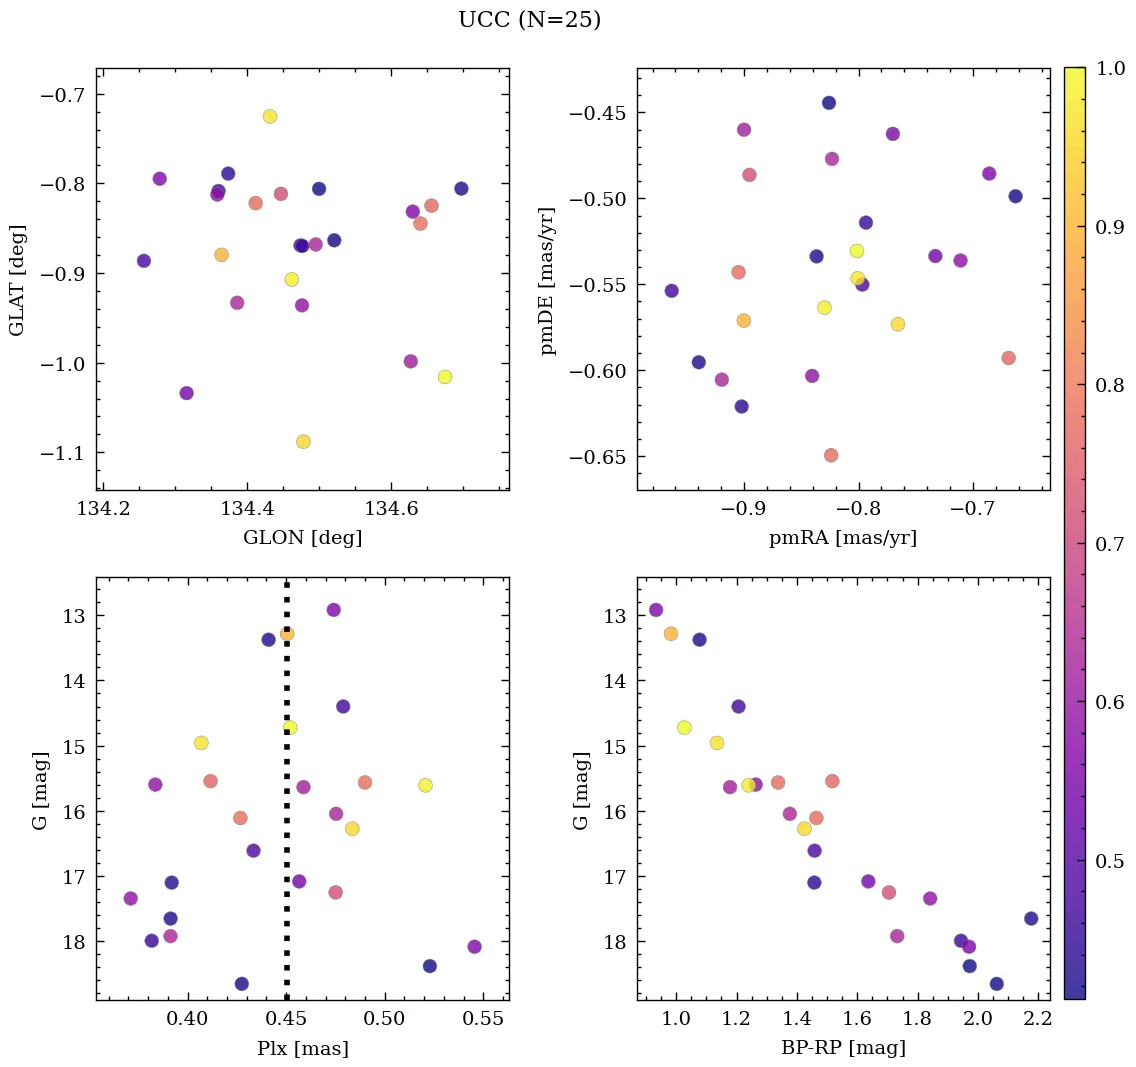 UCC (N=25)
−0.7
−0.8
−0.9
−1.0
−1.1
GLAT [deg]
134.2 134.4 134.6
GLON [deg]
−0.45
−0.50
−0.55
−0.60
−0.65
pmDE [mas/yr]
−0.9 −0.8 −0.7
pmRA [mas/yr]
13
14
15
16
17
18
G [mag]
0.40 0.45 0.50 0.55
Plx [mas]
13
14
15
16
17
18
G [mag]
1.0 1.2 1.4 1.6 1.8 2.0 2.2
BP-RP [mag]
1.0
0.9
0.8
0.7
0.6
0.5